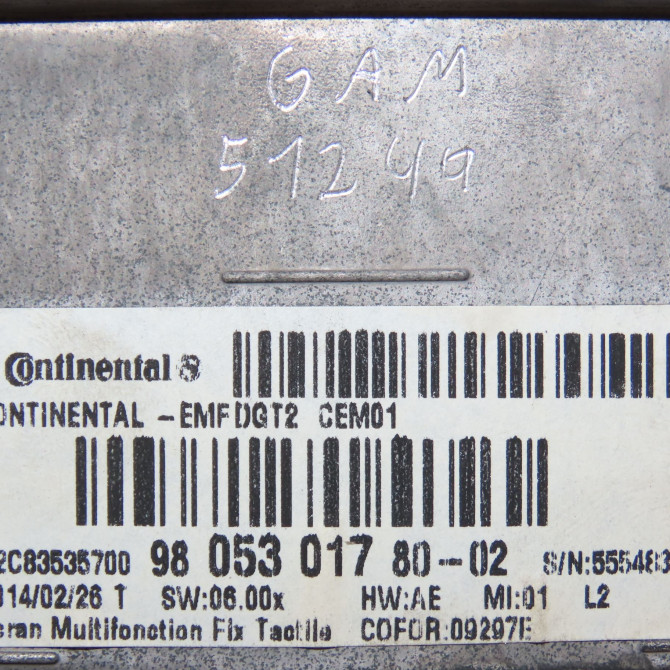 GAM
51249
Continental
ONTINENTAL -EMFDGT2 CEM01
2C83535700 98 053 017 80-02 S/N:555483
014/02/26 T SW:06.00x HW:AE MI:01 L2
cran Multifonction Fix Tactile COFOR:09297E